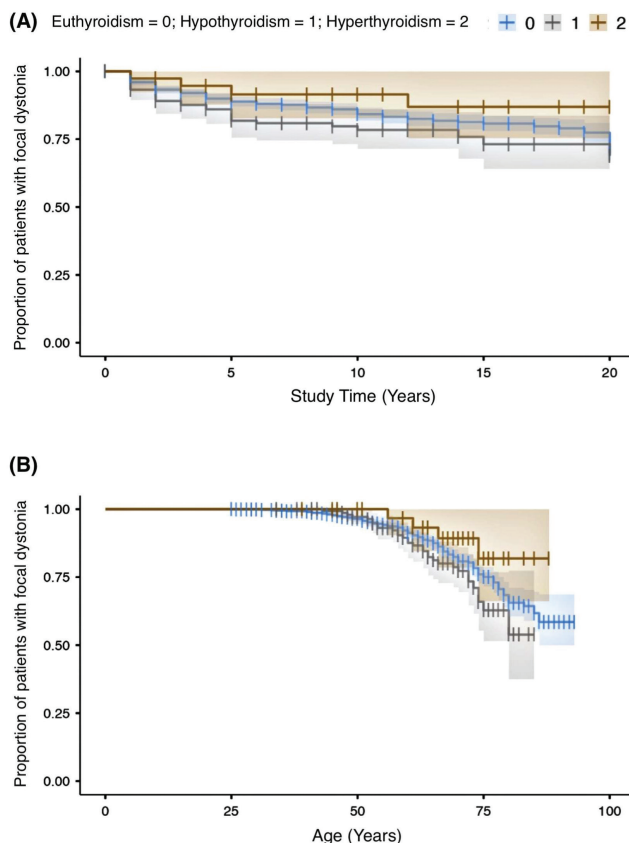 (A) Euthyroidism = 0; Hypothyroidism = 1; Hyperthyroidism = 2 0 1 2
1.00
0.75
0.50
0.25
0.00
Proportion of patients with focal dystonia
0 5 10 15 20
Study Time (Years)
(B)
1.00
0.75
0.50
0.25
0.00
Proportion of patients with focal dystonia
0 25 50 75 100
Age (Years)